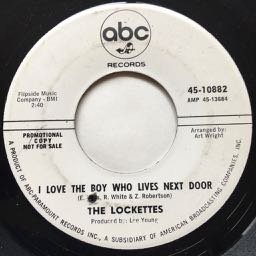 abc
RECORDS
Flipside Music
Company - BMI
2:40
45-10882
AMP 45-13684
PROMOTIONAL
COPY
NOT FOR SALE
Arranged by:
Art Wright
I LOVE THE BOY WHO LIVES NEXT DOOR
(E. R. White & Z. Robertson)
THE LOCKETTES
Produced by: Lee Young
A PRODUCT OF ABC-PARAMOUNT RECORDS, INC., A SUBSIDIARY OF AMERICAN BROADCASTING COMPANIES, INC.